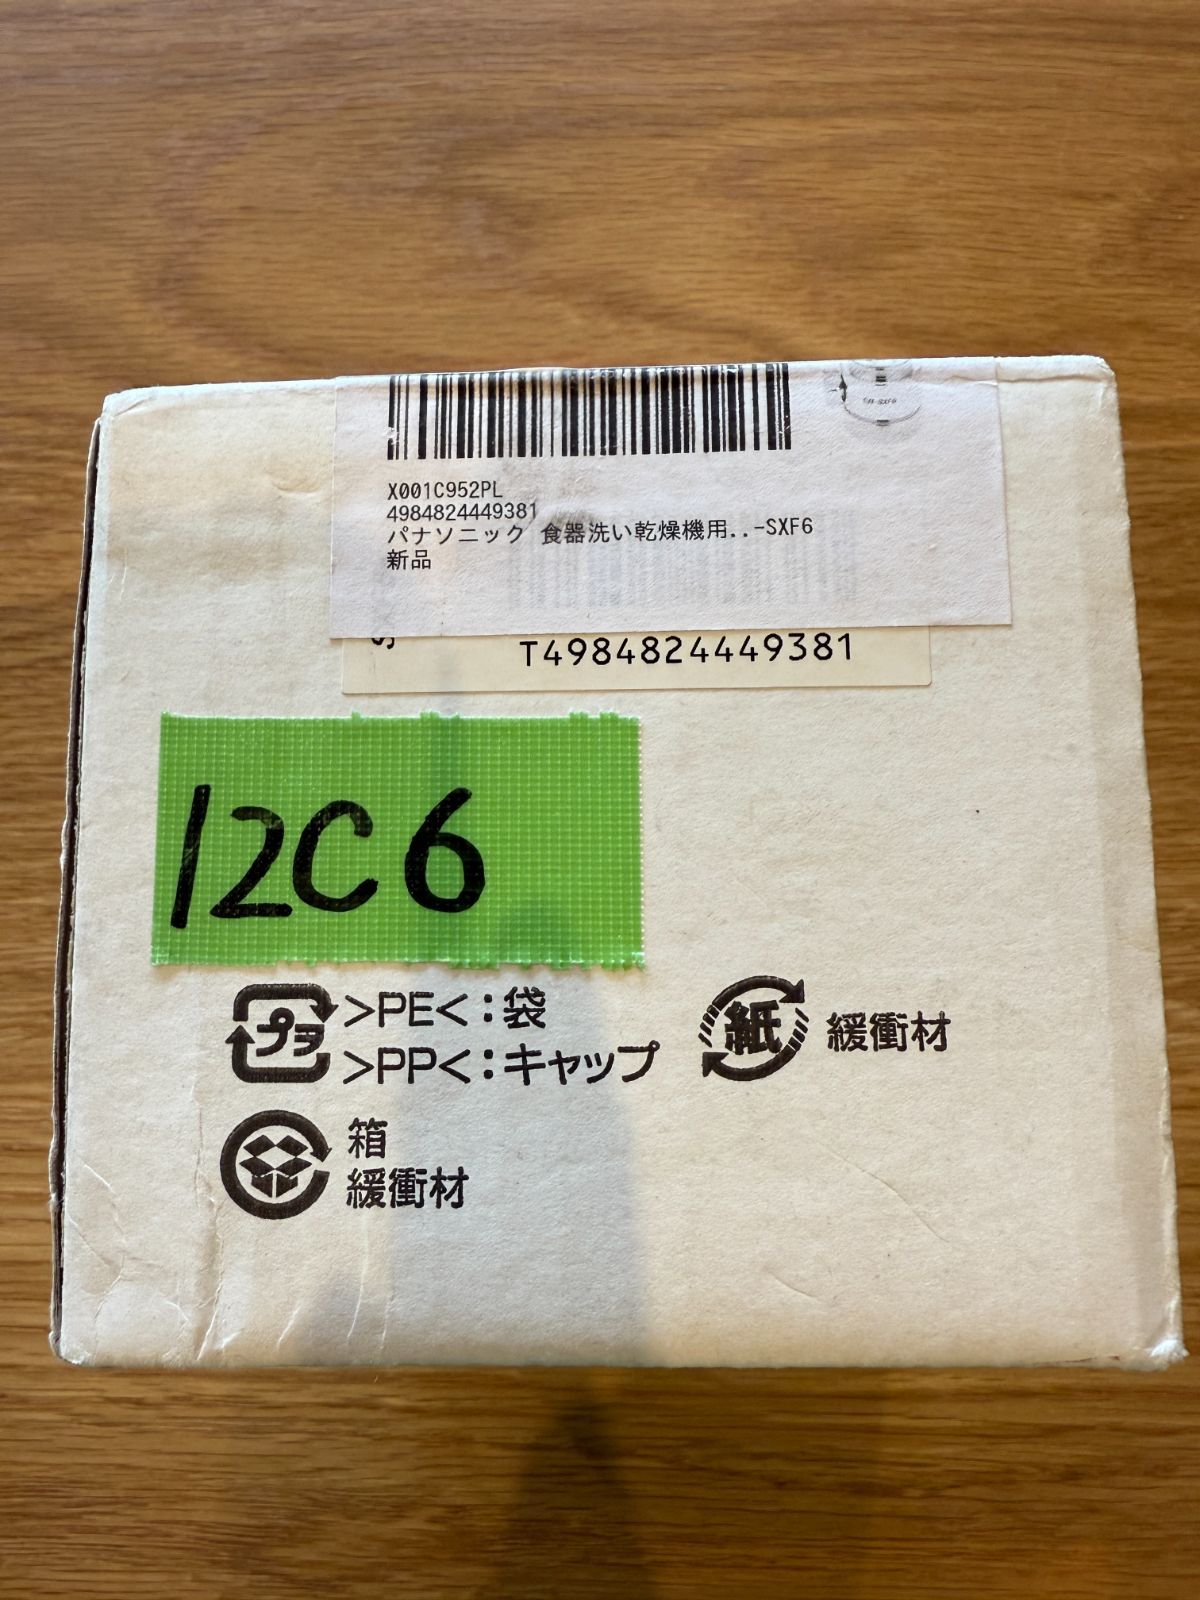 X001C952PL
4984824449381
パナソニック 食器洗い乾燥機用..-SXF6
新品
T4984824449381
12C6
プラ >PE<:袋
>PP<:キャップ
紙 緩衝材
箱
緩衝材